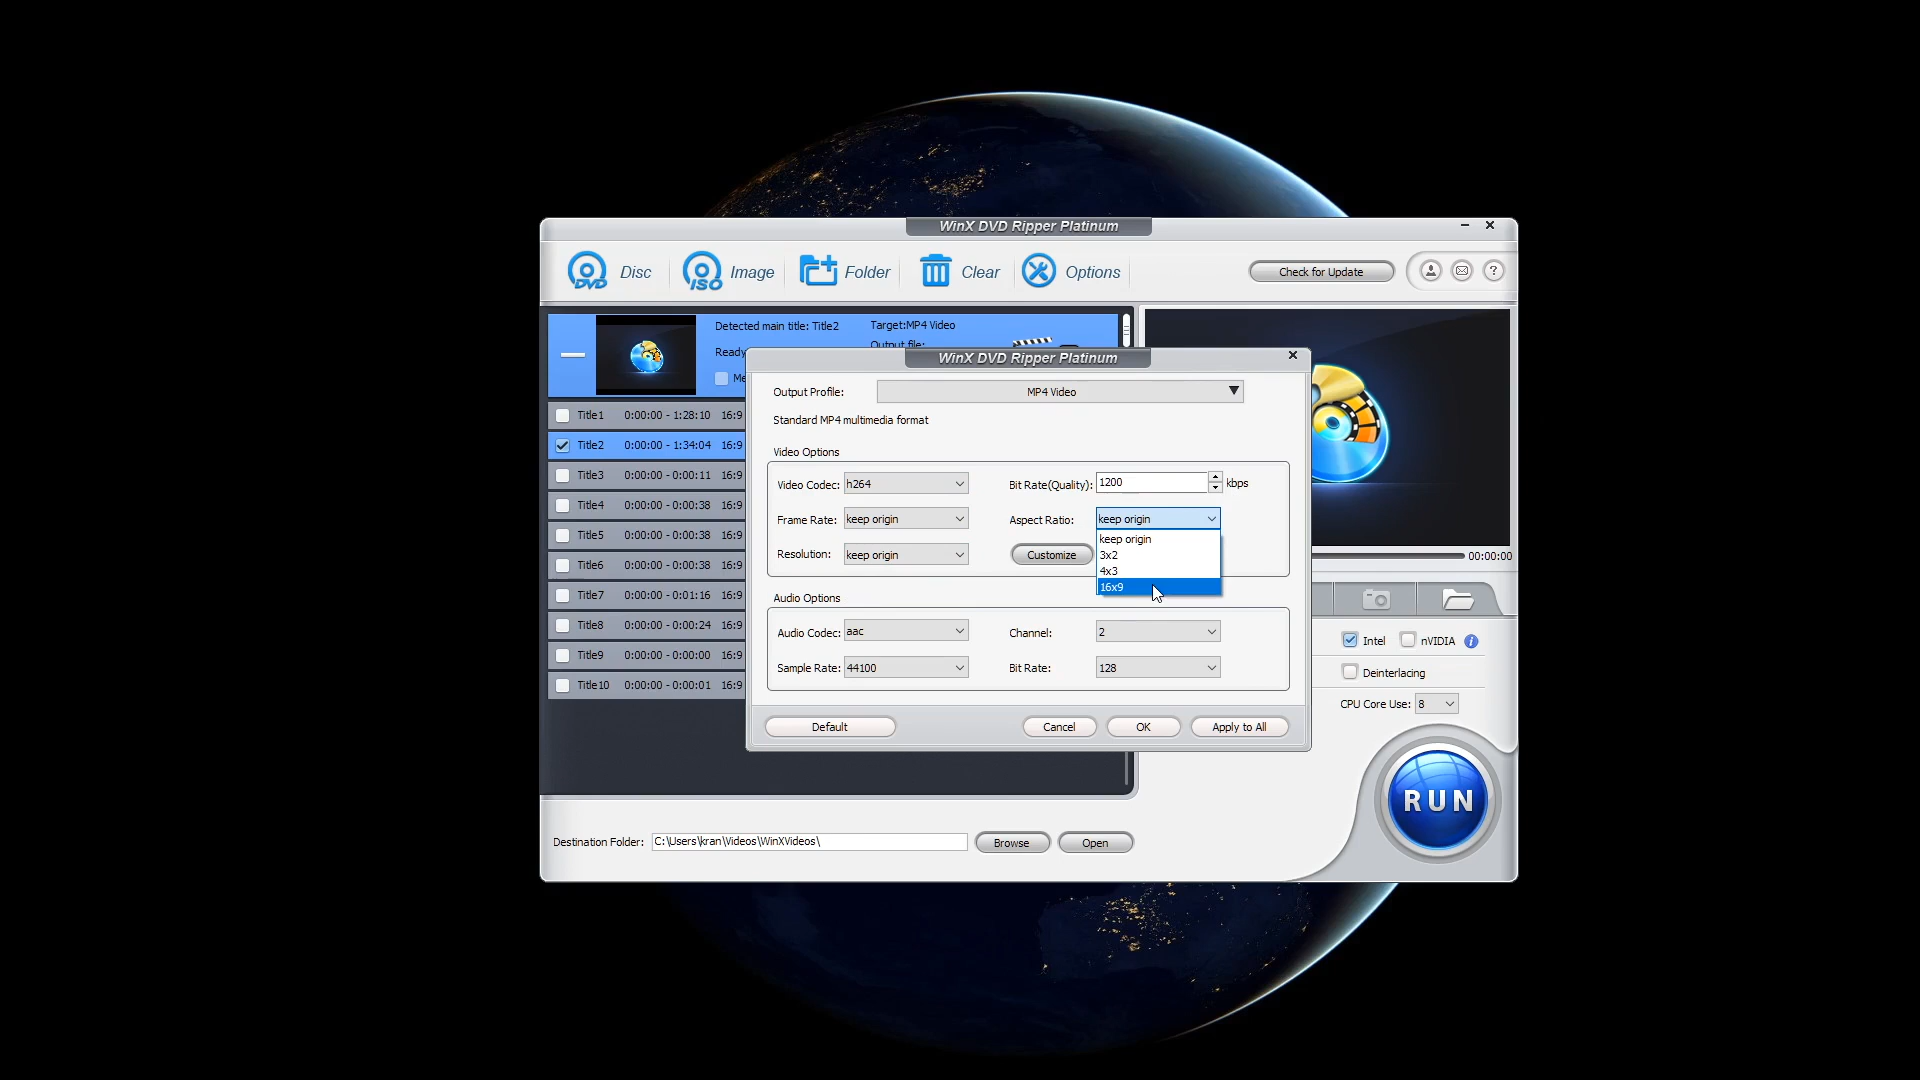 WinX DVD Ripper Platinum
DVD Disc
ISO Image
Folder
Clear
Options
Check for Update
?
Detected main title: Title2
Target:MP4 Video
Output file:
Ready
Me
Title1 0:00:00 - 1:28:10 16:9
Title2 0:00:00 - 1:34:04 16:9
Title3 0:00:00 - 0:00:11 16:9
Title4 0:00:00 - 0:00:38 16:9
Title5 0:00:00 - 0:00:38 16:9
Title6 0:00:00 - 0:00:38 16:9
Title7 0:00:00 - 0:01:16 16:9
Title8 0:00:00 - 0:00:24 16:9
Title9 0:00:00 - 0:00:00 16:9
Title10 0:00:00 - 0:00:01 16:9
WinX DVD Ripper Platinum
Output Profile: MP4 Video
Standard MP4 multimedia format
Video Options
Video Codec: h264
Bit Rate(Quality): 1200 kbps
Frame Rate: keep origin
Aspect Ratio: keep origin
keep origin
3x2
4x3
16x9
Resolution: keep origin
Customize
Audio Options
Audio Codec: aac
Channel: 2
Sample Rate: 44100
Bit Rate: 128
Default
Cancel
OK
Apply to All
00:00:00
Intel
nVIDIA
i
Deinterlacing
CPU Core Use: 8
RUN
Destination Folder: C:\Users\kran\Videos\WinXVideos\
Browse
Open